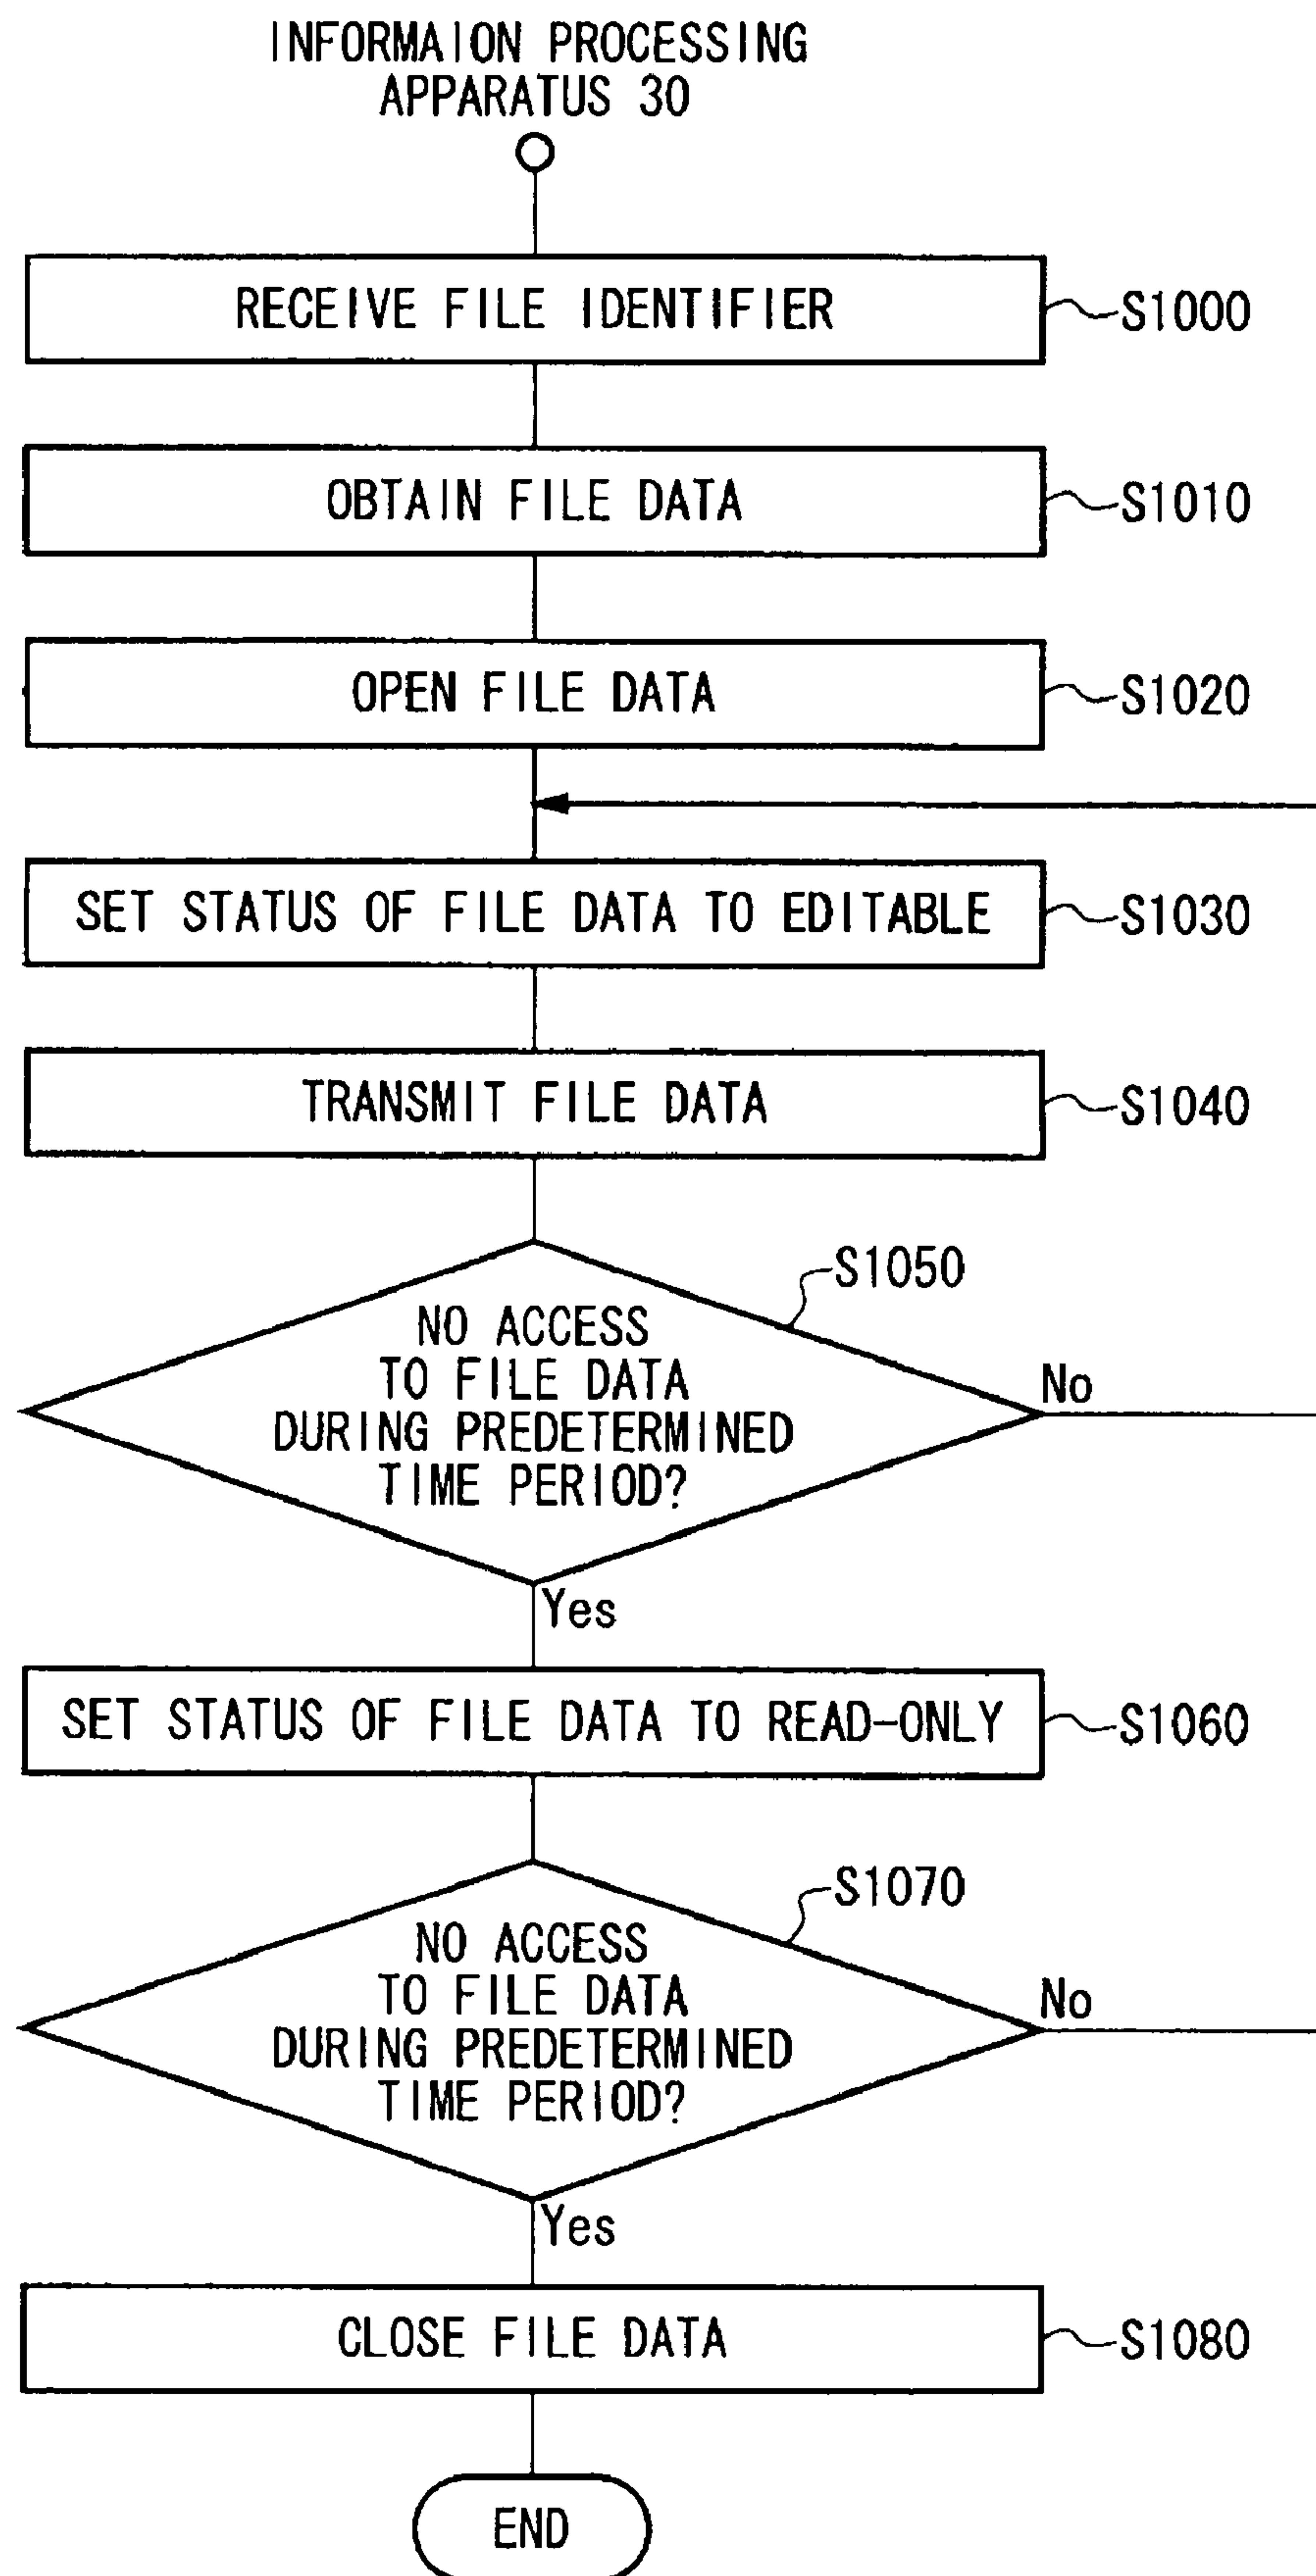 INFORMAION PROCESSING
APPARATUS 30
RECEIVE FILE IDENTIFIER
S1000
OBTAIN FILE DATA
S1010
OPEN FILE DATA
S1020
SET STATUS OF FILE DATA TO EDITABLE
S1030
TRANSMIT FILE DATA
S1040
S1050
NO ACCESS
TO FILE DATA
DURING PREDETERMINED
TIME PERIOD?
No
Yes
SET STATUS OF FILE DATA TO READ-ONLY
S1060
S1070
NO ACCESS
TO FILE DATA
DURING PREDETERMINED
TIME PERIOD?
No
Yes
CLOSE FILE DATA
S1080
END